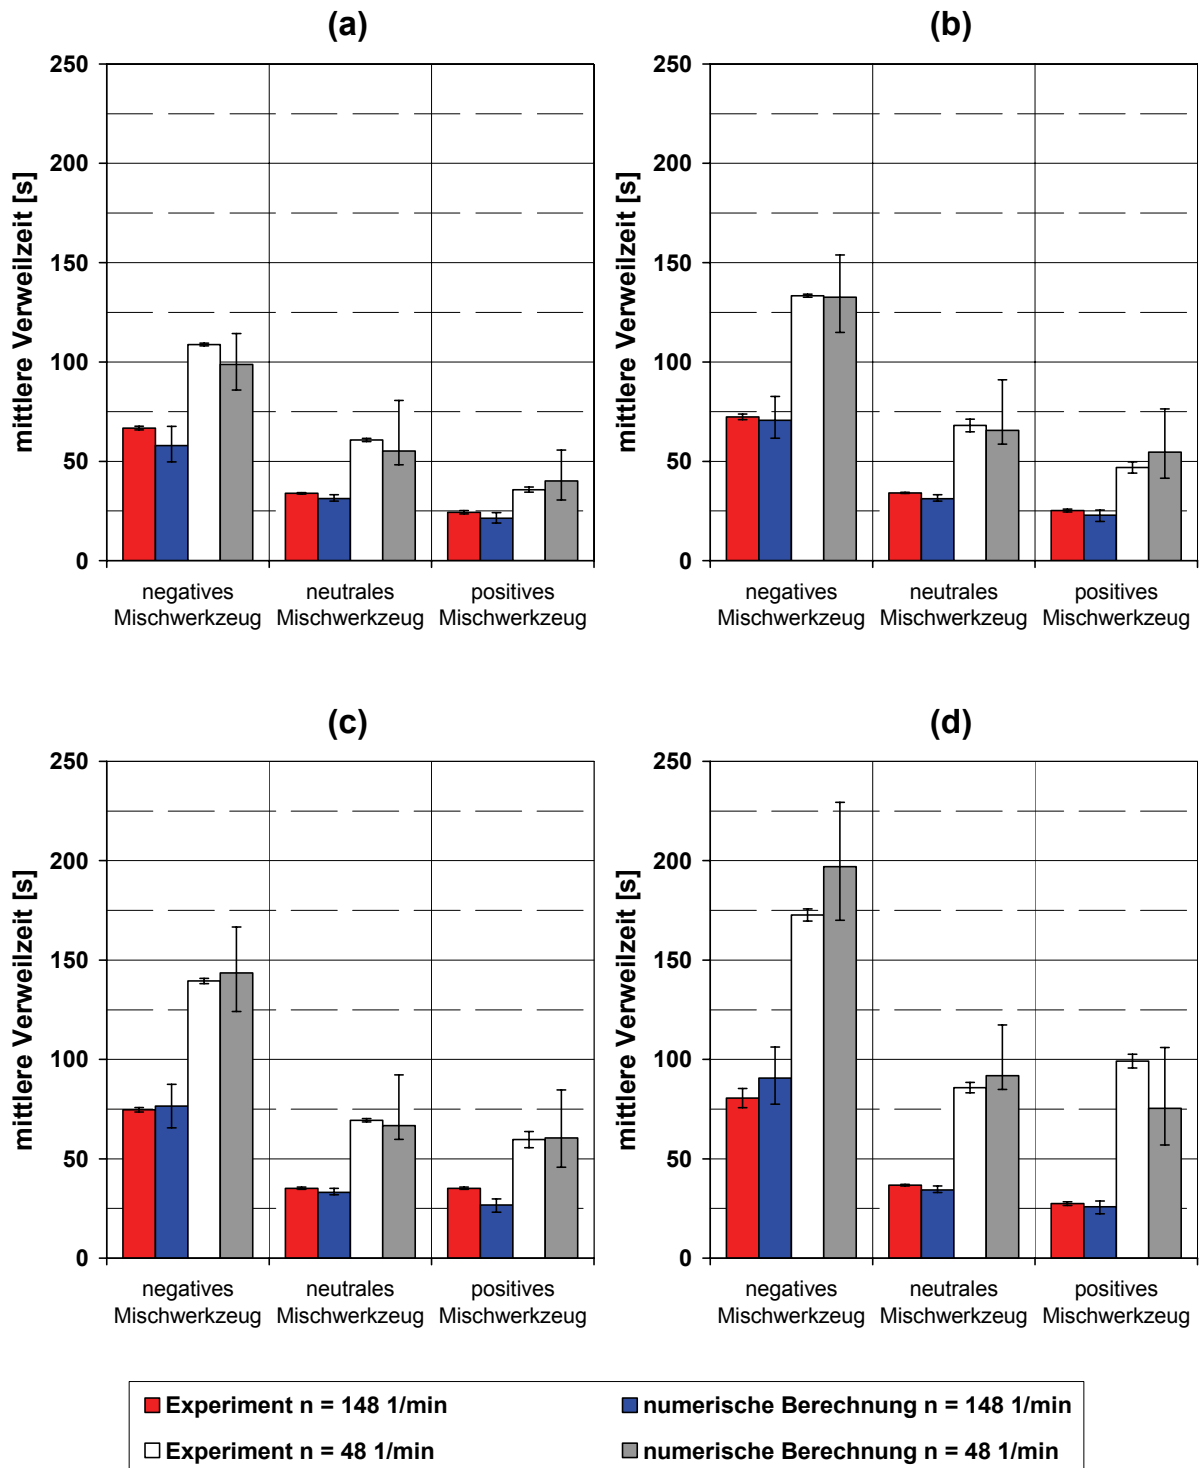 (a)
mittlere Verweilzeit [s]
250
200
150
100
50
0
negatives
Mischwerkzeug
neutrales
Mischwerkzeug
positives
Mischwerkzeug
(b)
mittlere Verweilzeit [s]
250
200
150
100
50
0
negatives
Mischwerkzeug
neutrales
Mischwerkzeug
positives
Mischwerkzeug
(c)
mittlere Verweilzeit [s]
250
200
150
100
50
0
negatives
Mischwerkzeug
neutrales
Mischwerkzeug
positives
Mischwerkzeug
(d)
mittlere Verweilzeit [s]
250
200
150
100
50
0
negatives
Mischwerkzeug
neutrales
Mischwerkzeug
positives
Mischwerkzeug
Experiment n = 148 1/min
numerische Berechnung n = 148 1/min
Experiment n = 48 1/min
numerische Berechnung n = 48 1/min